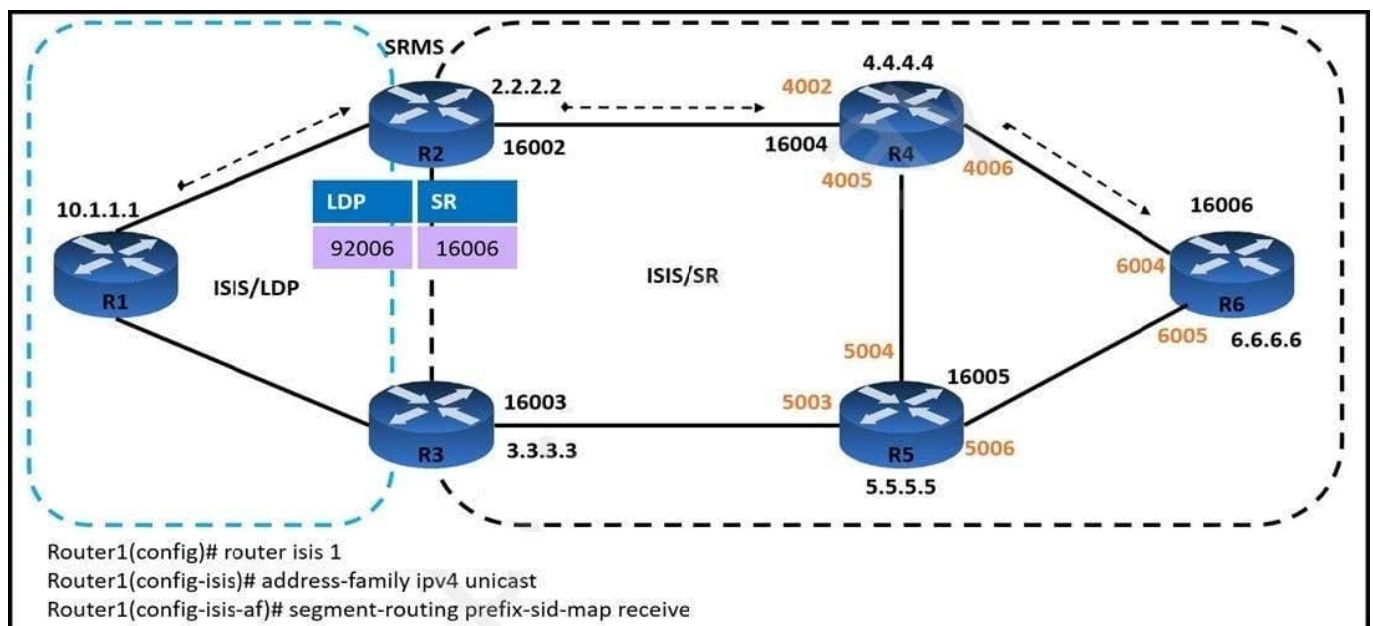 SRMS
4.4.4.4
2.2.2.2
4002
R2
16002
16004
R4
4005
4006
LDP SR
92006 16006
10.1.1.1
16006
R1
ISIS/LDP
ISIS/SR
6004
R6
6005
6.6.6.6
5004
16005
16003
5003
R3
3.3.3.3
R5
5006
5.5.5.5
Router1(config)# router isis 1
Router1(config-isis)# address-family ipv4 unicast
Router1(config-isis-af)# segment-routing prefix-sid-map receive